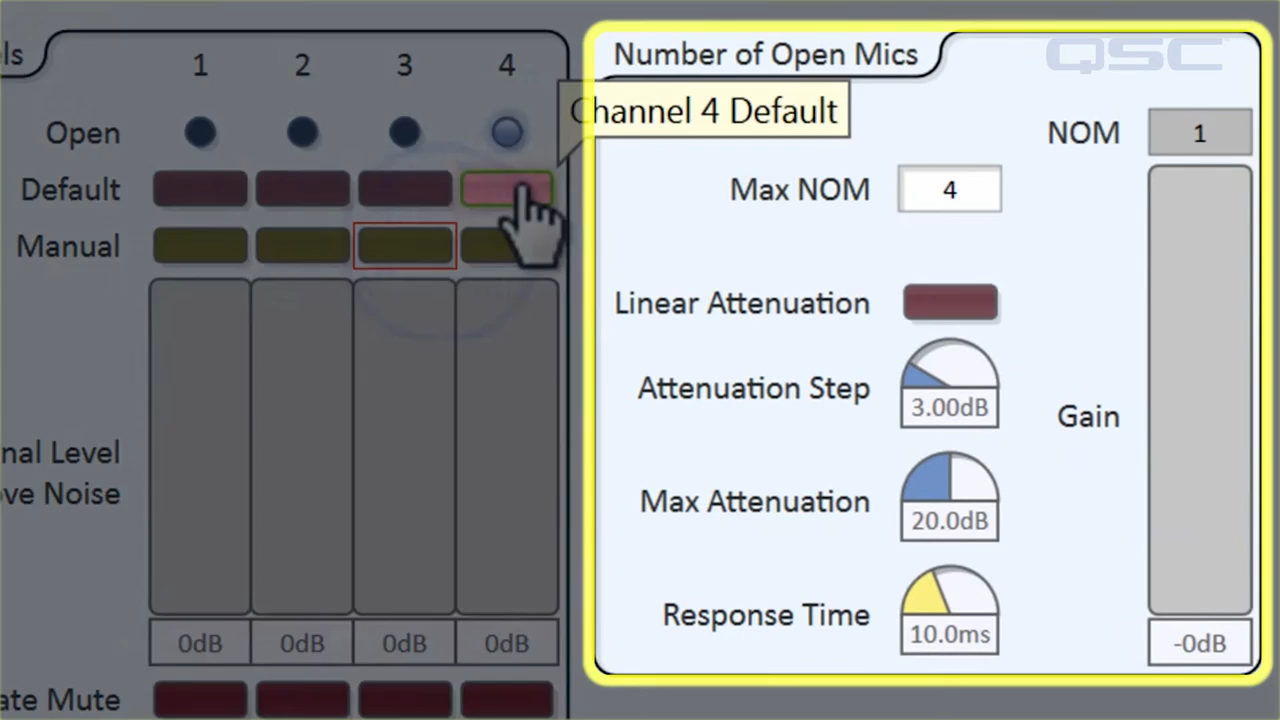 ls
1 2 3 4
Number of Open Mics
QSC
Channel 4 Default
Open
NOM 1
Default
Max NOM 4
Manual
Linear Attenuation
Attenuation Step
3.00dB
Gain
nal Level
ove Noise
Max Attenuation
20.0dB
Response Time
10.0ms
0dB 0dB 0dB 0dB
-0dB
ate Mute